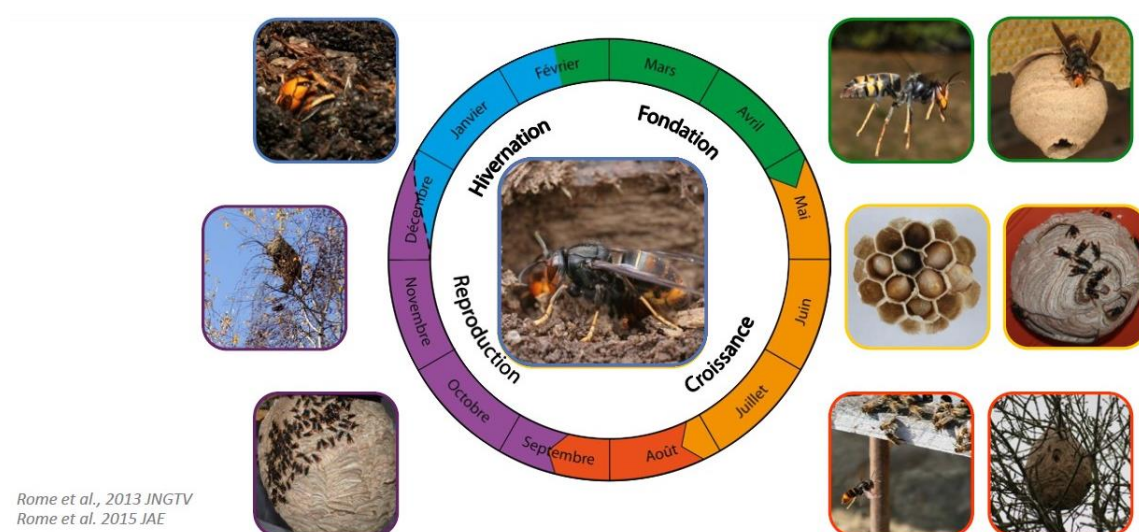 Janvier
Février
Mars
Avril
Mai
Juin
Juillet
Août
Septembre
Octobre
Novembre
Décembre
Hivernation
Fondation
Croissance
Reproduction
Rome et al., 2013 JNGTV
Rome et al. 2015 JAE